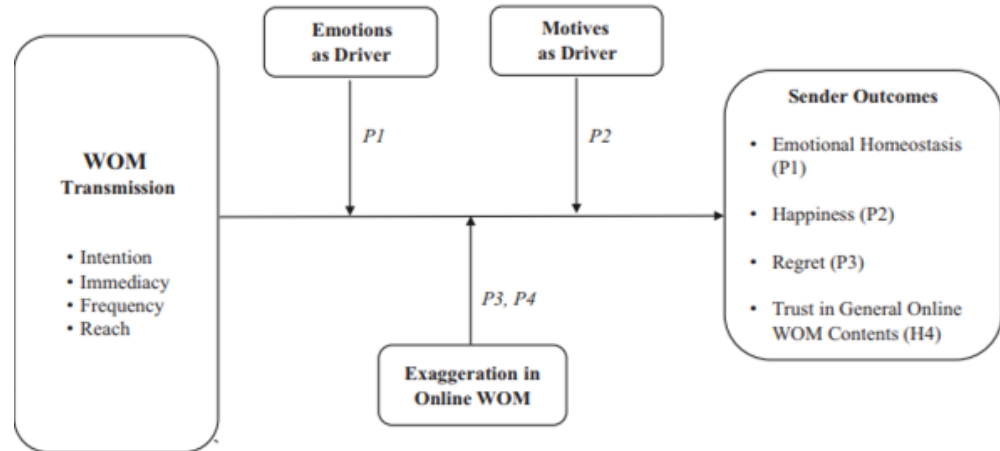 Emotions
as Driver
Motives
as Driver
P1
P2
WOM
Transmission
• Intention
• Immediacy
• Frequency
• Reach
P3, P4
Exaggeration in
Online WOM
Sender Outcomes
• Emotional Homeostasis
(P1)
• Happiness (P2)
• Regret (P3)
• Trust in General Online
WOM Contents (H4)